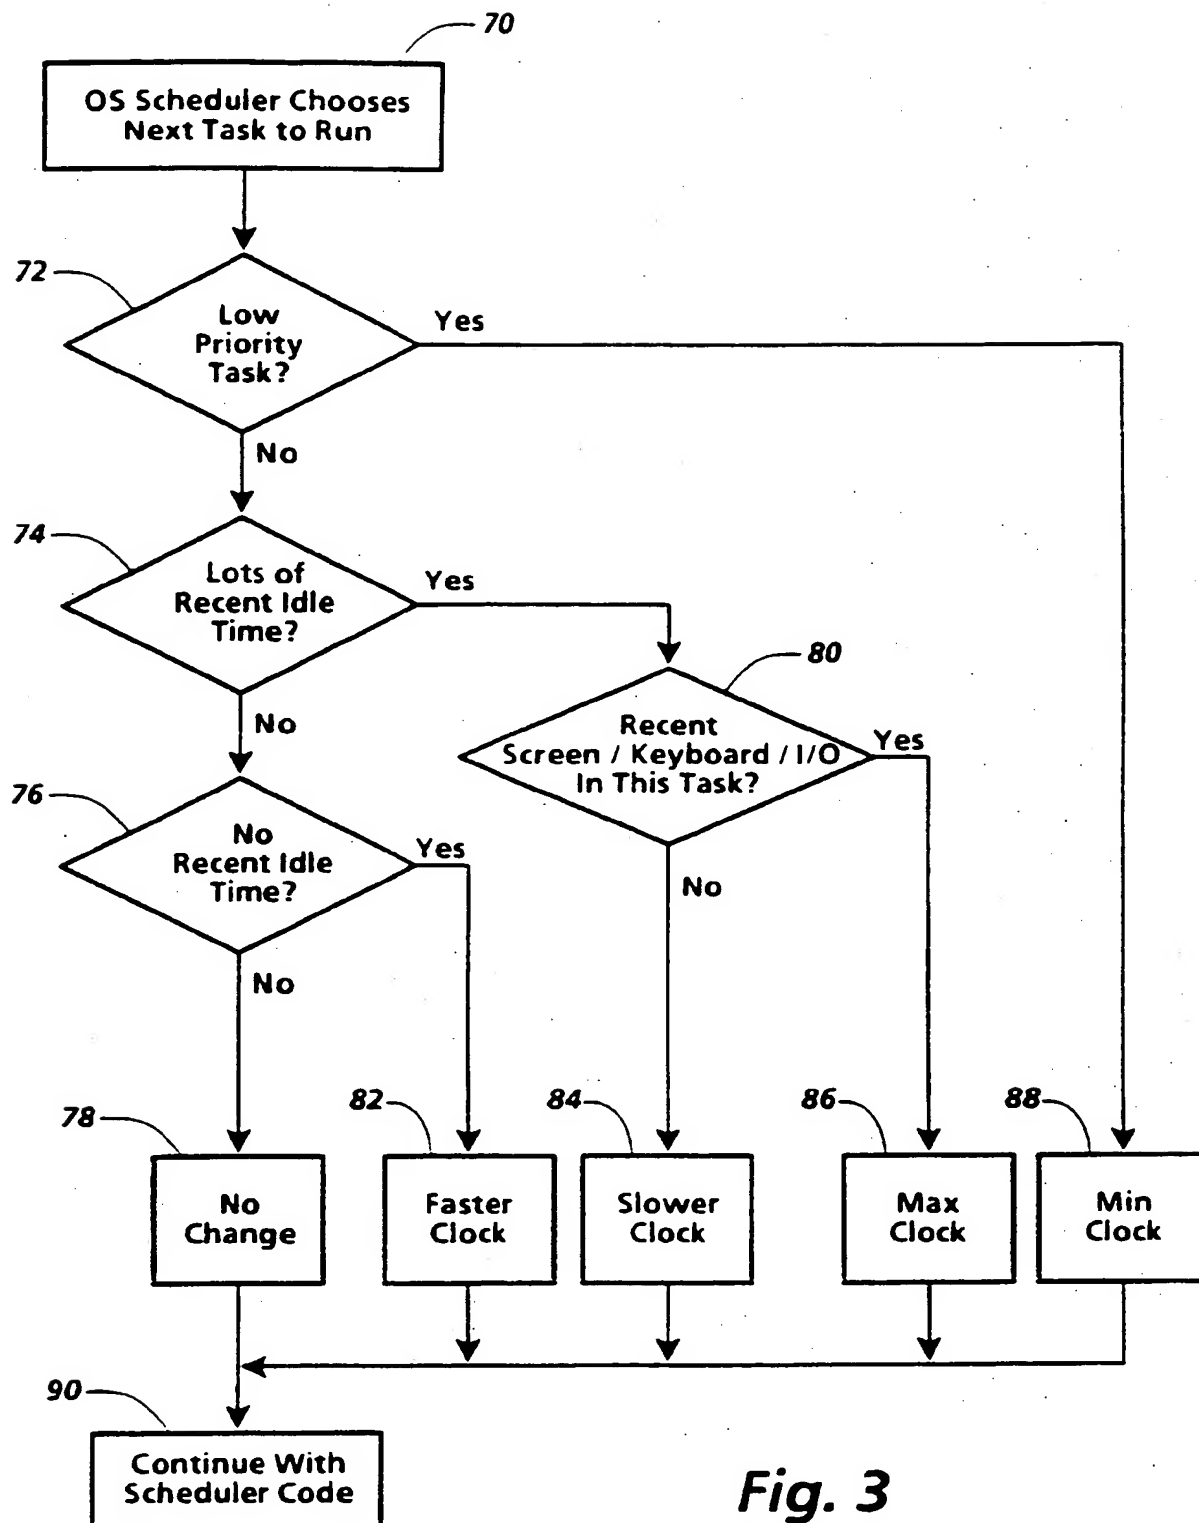 70
OS Scheduler Chooses
Next Task to Run
72
Low
Priority
Task?
Yes
No
74
Lots of
Recent Idle
Time?
Yes
No
80
Recent
Screen / Keyboard / I/O
In This Task?
Yes
No
76
No
Recent Idle
Time?
Yes
No
78
No
Change
82
Faster
Clock
84
Slower
Clock
86
Max
Clock
88
Min
Clock
90
Continue With
Scheduler Code
Fig. 3